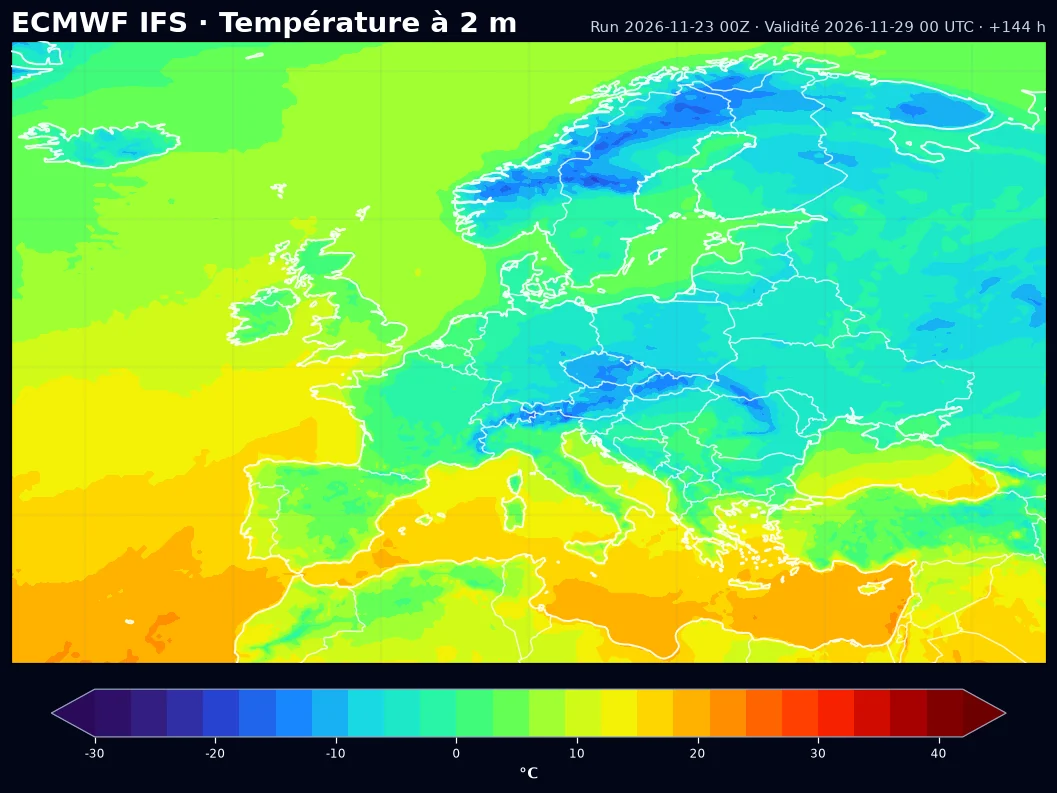 ECMWF IFS · Température à 2 m
Run 2026-11-23 00Z · Validité 2026-11-29 00 UTC · +144 h
-30 -20 -10 0 10 20 30 40
°C